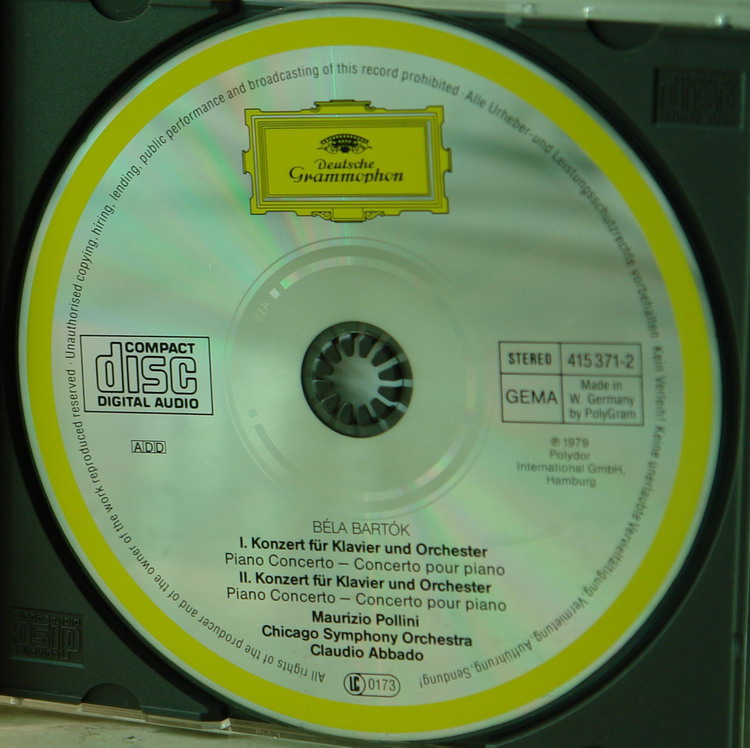 All rights of the producer and of the owner of the work reproduced reserved · Unauthorised copying, hiring, lending, public performance and broadcasting of this record prohibited · Alle Urheber- und Leistungsschutzrechte vorbehalten · Kein Verleih! Keine unerlaubte Vervielfältigung, Vermietung, Aufführung, Sendung!
Deutsche
Grammophon
COMPACT
disc
DIGITAL AUDIO
ADD
STEREO 415 371-2
GEMA
Made in
W. Germany
by PolyGram
℗ 1979
Polydor
International GmbH,
Hamburg
BÉLA BARTÓK
I. Konzert für Klavier und Orchester
Piano Concerto – Concerto pour piano
II. Konzert für Klavier und Orchester
Piano Concerto – Concerto pour piano
Maurizio Pollini
Chicago Symphony Orchestra
Claudio Abbado
LC 0173